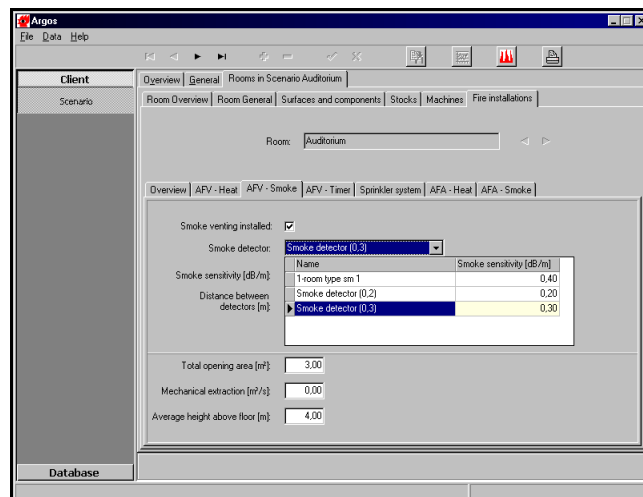 Argos
File Data Help
Client
Scenario
Overview General Rooms in Scenario Auditorium
Room Overview Room General Surfaces and components Stocks Machines Fire installations
Room: Auditorium
Overview AFV - Heat AFV - Smoke AFV - Timer Sprinkler system AFA - Heat AFA - Smoke
Smoke venting installed:
Smoke detector: Smoke detector (0,3)
Name Smoke sensitivity [dB/m]
Smoke sensitivity [dB/m]:
1-room type sm 1 0,40
Distance between detectors [m]:
Smoke detector (0,2) 0,20
Smoke detector (0,3) 0,30
Total opening area [m²]: 3,00
Mechanical extraction [m³/s]: 0,00
Average height above floor [m]: 4,00
Database